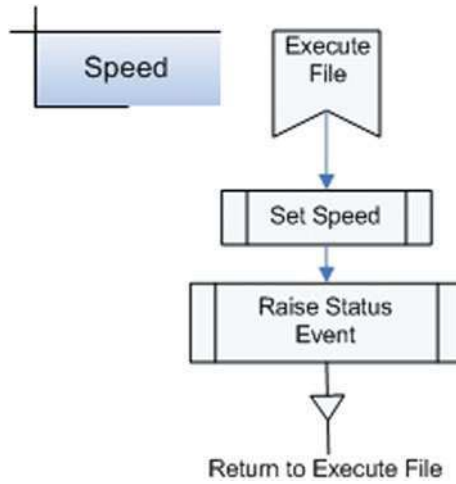 Speed
Execute
File
Set Speed
Raise Status
Event
Return to Execute File